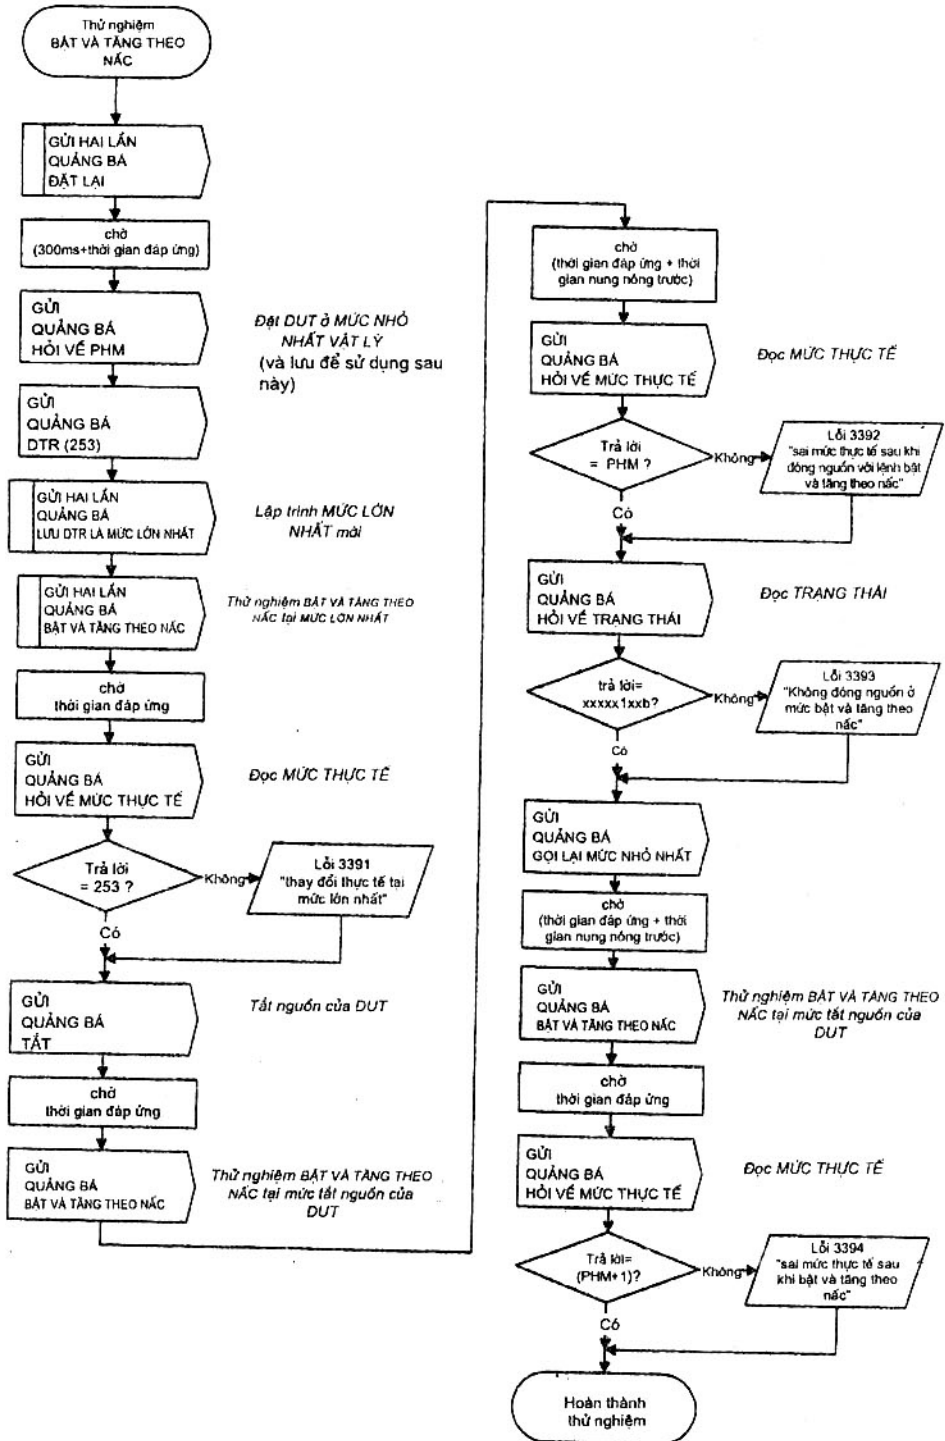 Thử nghiệm
BẬT VÀ TĂNG THEO
NẤC
GỬI HAI LẦN
QUẢNG BÁ
ĐẶT LẠI
chờ
(300ms+thời gian đáp ứng)
GỬI
QUẢNG BÁ
HỎI VỀ PHM
Đặt DUT ở MỨC NHỎ
NHẤT VẬT LÝ
(và lưu để sử dụng sau
này)
GỬI
QUẢNG BÁ
DTR (253)
GỬI HAI LẦN
QUẢNG BÁ
LƯU DTR LÀ MỨC LỚN NHẤT
Lập trình MỨC LỚN
NHẤT mới
GỬI HAI LẦN
QUẢNG BÁ
BẬT VÀ TĂNG THEO NẤC
Thử nghiệm BẬT VÀ TĂNG THEO
NẤC tại MỨC LỚN NHẤT
chờ
thời gian đáp ứng
GỬI
QUẢNG BÁ
HỎI VỀ MỨC THỰC TẾ
Đọc MỨC THỰC TẾ
Trả lời
= 253 ?
Không
Lỗi 3391
"thay đổi thực tế tại
mức lớn nhất"
Có
GỬI
QUẢNG BÁ
TẮT
Tắt nguồn của DUT
chờ
thời gian đáp ứng
GỬI
QUẢNG BÁ
BẬT VÀ TĂNG THEO NẤC
Thử nghiệm BẬT VÀ TĂNG THEO
NẤC tại mức tắt nguồn của
DUT
chờ
(thời gian đáp ứng + thời
gian nung nóng trước)
GỬI
QUẢNG BÁ
HỎI VỀ MỨC THỰC TẾ
Đọc MỨC THỰC TẾ
Trả lời
= PHM ?
Không
Lỗi 3392
"sai mức thực tế sau khi
đóng nguồn với lệnh bật
và tăng theo nấc"
Có
GỬI
QUẢNG BÁ
HỎI VỀ TRẠNG THÁI
Đọc TRẠNG THÁI
trả lời=
xxxxx1xxb?
Không
Lỗi 3393
"Không đóng nguồn ở
mức bật và tăng theo
nấc"
Có
GỬI
QUẢNG BÁ
GỌI LẠI MỨC NHỎ NHẤT
chờ
(thời gian đáp ứng + thời
gian nung nóng trước)
GỬI
QUẢNG BÁ
BẬT VÀ TĂNG THEO NẤC
Thử nghiệm BẬT VÀ TĂNG THEO
NẤC tại mức tắt nguồn của
DUT
chờ
thời gian đáp ứng
GỬI
QUẢNG BÁ
HỎI VỀ MỨC THỰC TẾ
Đọc MỨC THỰC TẾ
Trả lời=
(PHM+1)?
Không
Lỗi 3394
"sai mức thực tế sau
khi bật và tăng theo
nấc"
Có
Hoàn thành
thử nghiệm